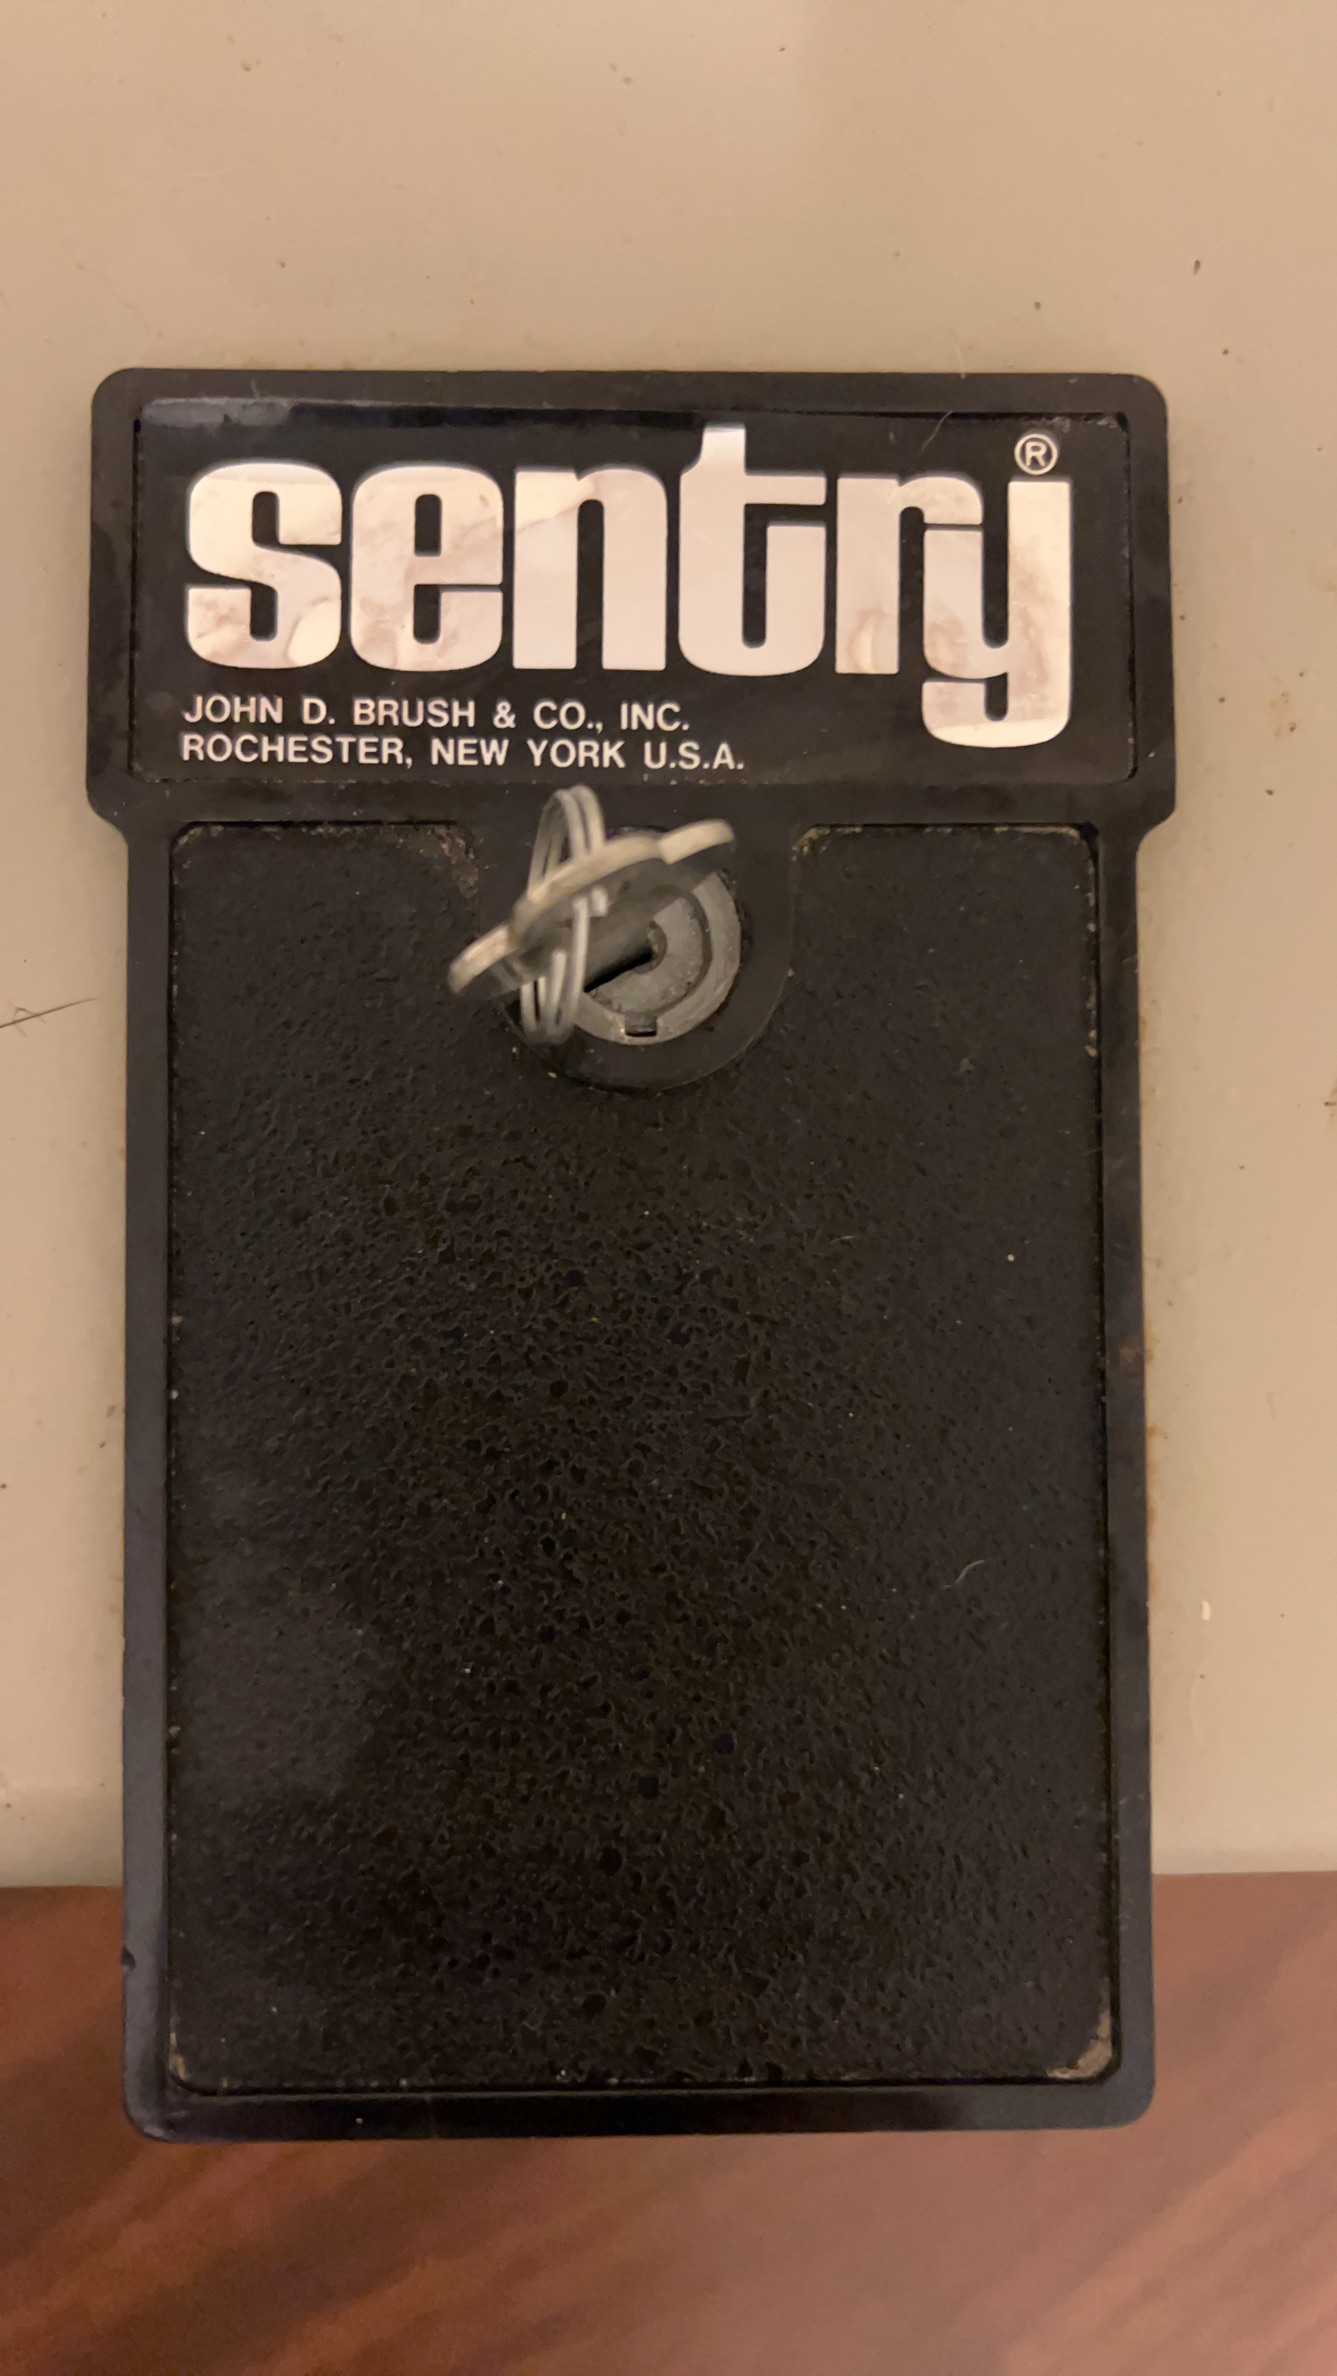 sentry®
JOHN D. BRUSH & CO., INC.
ROCHESTER, NEW YORK U.S.A.